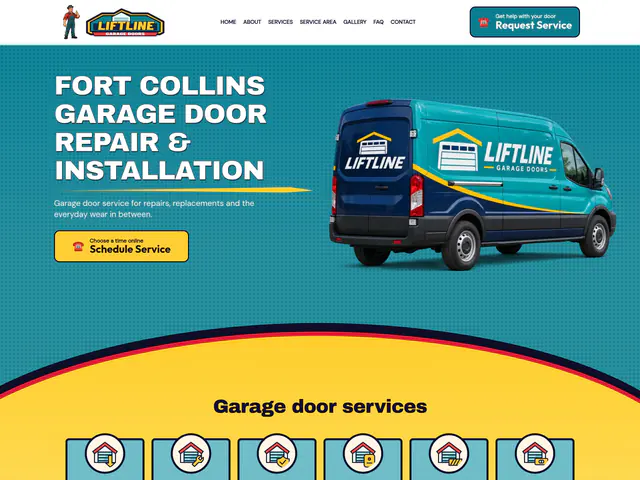 LIFTLINE
GARAGE DOORS
HOME ABOUT SERVICES SERVICE AREA GALLERY FAQ CONTACT
Get help with your door
Request Service
FORT COLLINS
GARAGE DOOR
REPAIR &
INSTALLATION
Garage door service for repairs, replacements and the
everyday wear in between.
Choose a time online
Schedule Service
LIFTLINE
LIFTLINE
GARAGE DOORS
Garage door services